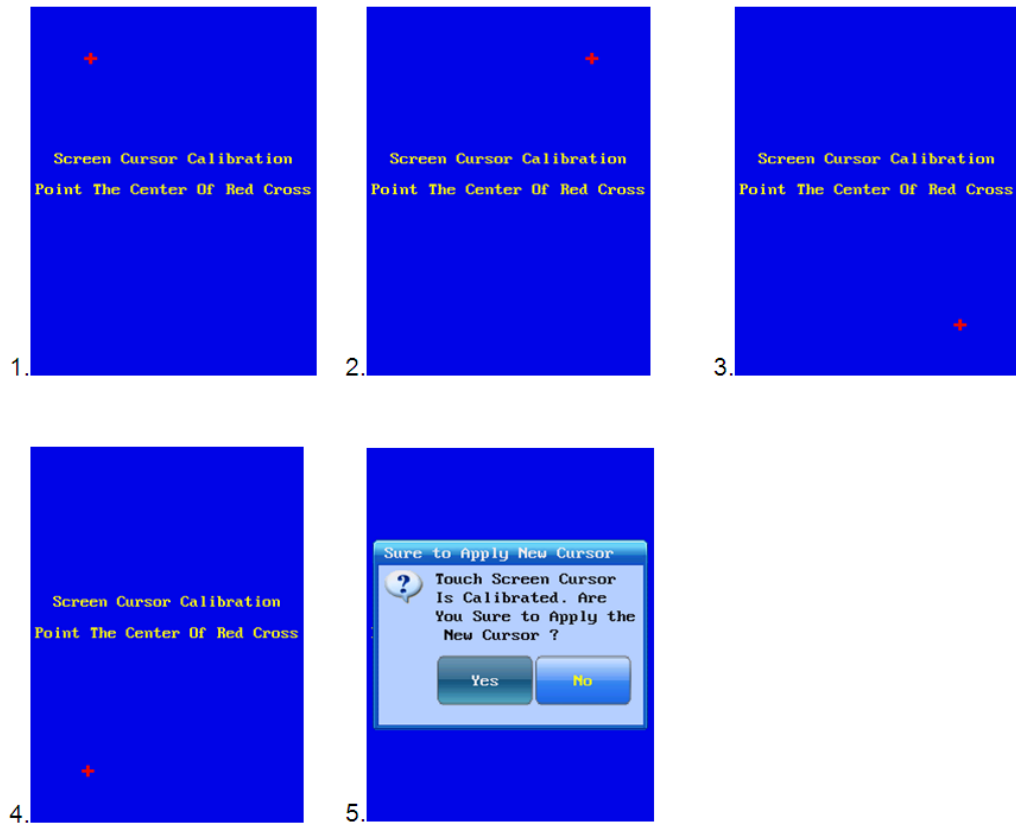 Screen Cursor Calibration
Point The Center Of Red Cross
1.
Screen Cursor Calibration
Point The Center Of Red Cross
2.
Screen Cursor Calibration
Point The Center Of Red Cross
3.
Screen Cursor Calibration
Point The Center Of Red Cross
4.
Sure to Apply New Cursor
Touch Screen Cursor
Is Calibrated. Are
You Sure to Apply the
New Cursor ?
Yes No
5.